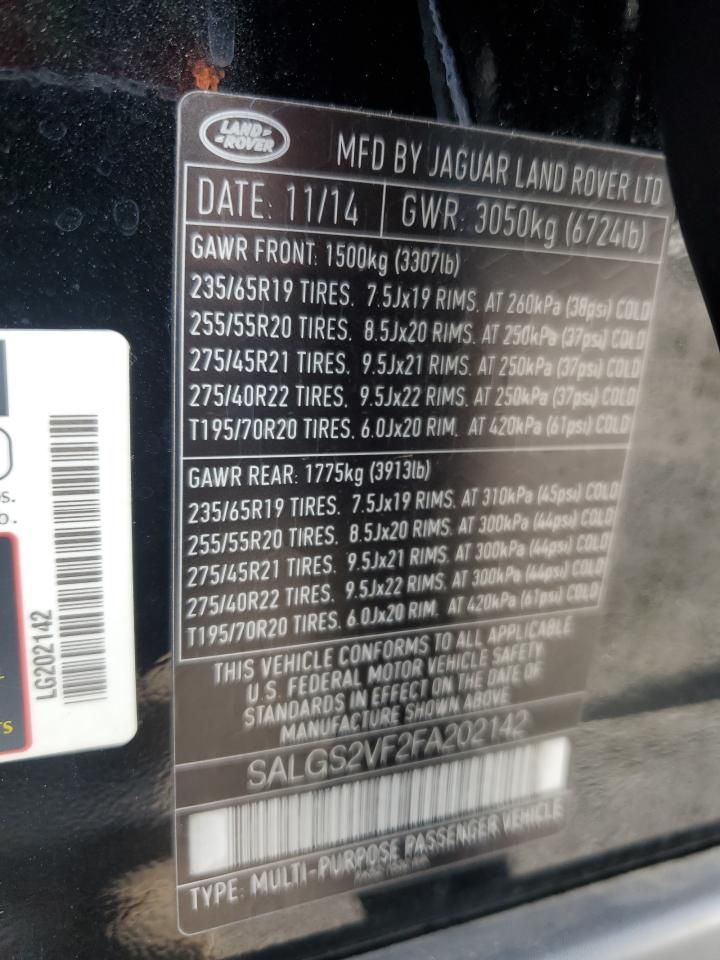 LAND ROVER
MFD BY JAGUAR LAND ROVER LTD
DATE: 11/14 GWR: 3050kg (6724lb)
GAWR FRONT: 1500kg (3307lb)
235/65R19 TIRES, 7.5Jx19 RIMS, AT 260kPa (38psi) COLD
255/55R20 TIRES, 8.5Jx20 RIMS, AT 250kPa (37psi) COLD
275/45R21 TIRES, 9.5Jx21 RIMS, AT 250kPa (37psi) COLD
275/40R22 TIRES, 9.5Jx22 RIMS, AT 250kPa (37psi) COLD
T195/70R20 TIRES, 6.0Jx20 RIM, AT 420kPa (61psi) COLD
GAWR REAR: 1775kg (3913lb)
235/65R19 TIRES, 7.5Jx19 RIMS, AT 310kPa (45psi) COLD
255/55R20 TIRES, 8.5Jx20 RIMS, AT 300kPa (44psi) COLD
275/45R21 TIRES, 9.5Jx21 RIMS, AT 300kPa (44psi) COLD
275/40R22 TIRES, 9.5Jx22 RIMS, AT 300kPa (44psi) COLD
T195/70R20 TIRES, 6.0Jx20 RIM, AT 420kPa (61psi) COLD
THIS VEHICLE CONFORMS TO ALL APPLICABLE
U.S. FEDERAL MOTOR VEHICLE SAFETY
STANDARDS IN EFFECT ON THE DATE OF
MANUFACTURE SHOWN ABOVE
SALGS2VF2FA202142
TYPE: MULTI-PURPOSE PASSENGER VEHICLE
LG202142